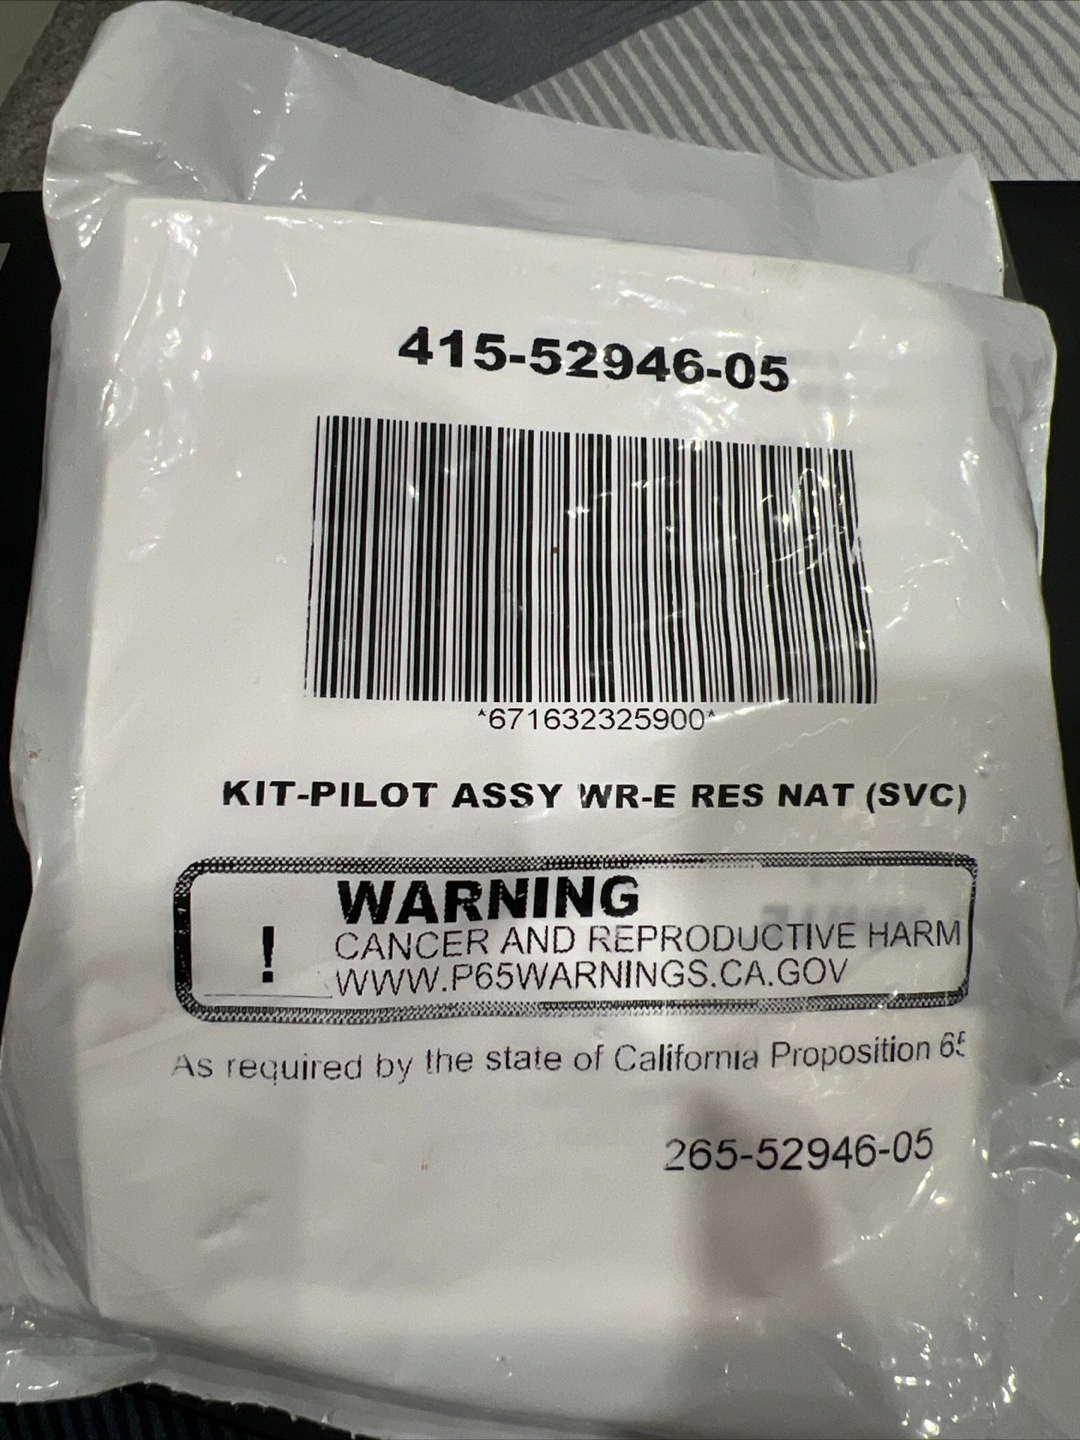 415-52946-05
*671632325900*
KIT-PILOT ASSY WR-E RES NAT (SVC)
WARNING
!
CANCER AND REPRODUCTIVE HARM
WWW.P65WARNINGS.CA.GOV
As required by the state of California Proposition 65
265-52946-05